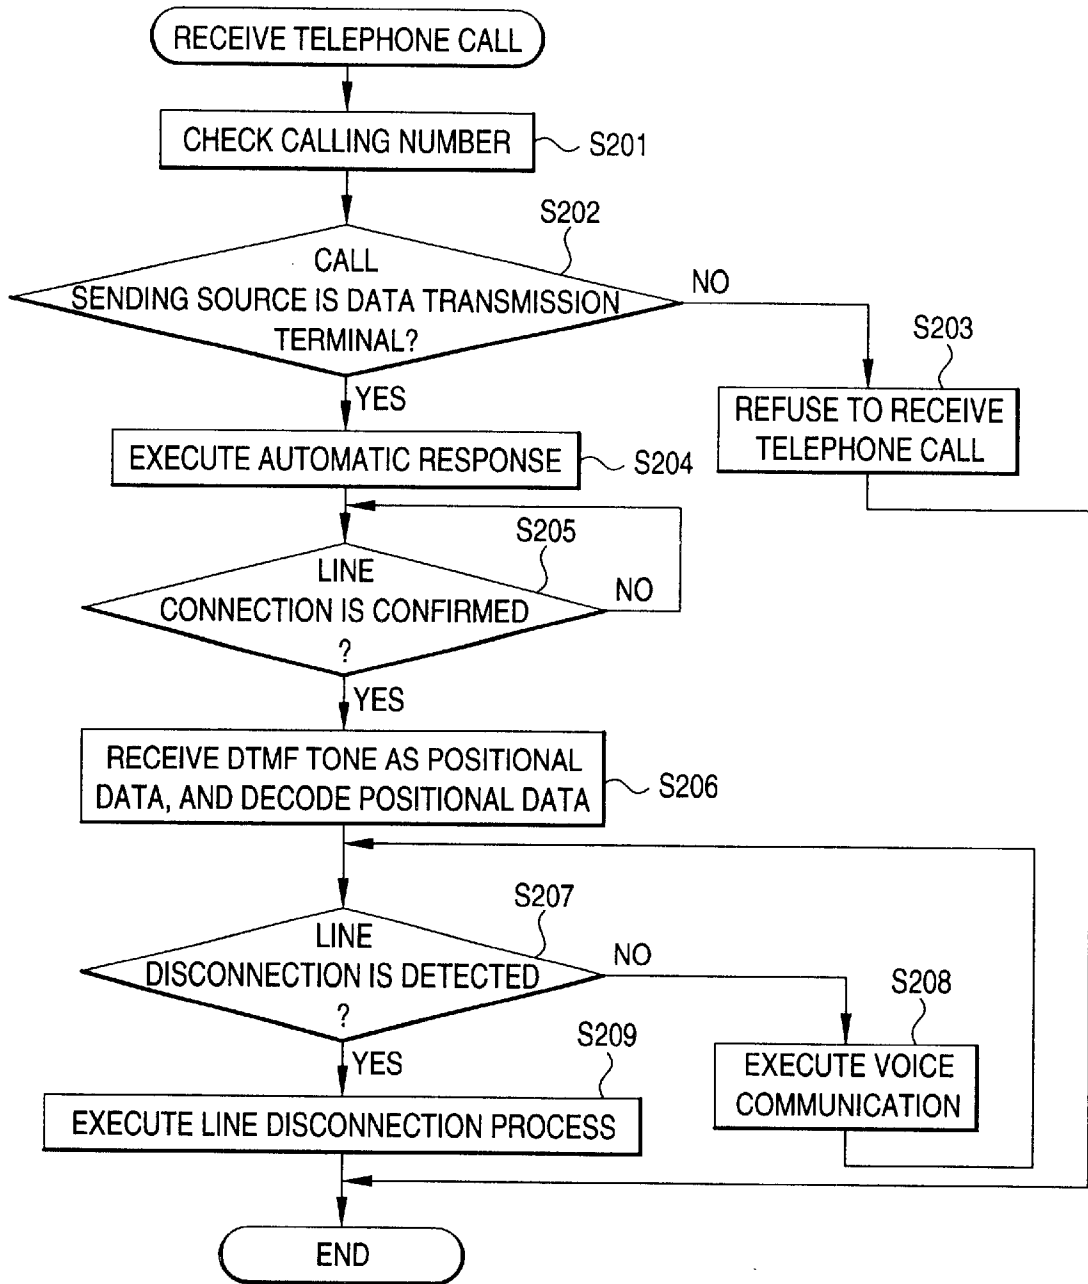 RECEIVE TELEPHONE CALL
CHECK CALLING NUMBER
S201
S202
CALL
SENDING SOURCE IS DATA TRANSMISSION
TERMINAL?
NO
S203
REFUSE TO RECEIVE
TELEPHONE CALL
YES
EXECUTE AUTOMATIC RESPONSE
S204
S205
LINE
CONNECTION IS CONFIRMED
?
NO
YES
RECEIVE DTMF TONE AS POSITIONAL
DATA, AND DECODE POSITIONAL DATA
S206
S207
LINE
DISCONNECTION IS DETECTED
?
NO
S208
EXECUTE VOICE
COMMUNICATION
YES
S209
EXECUTE LINE DISCONNECTION PROCESS
END